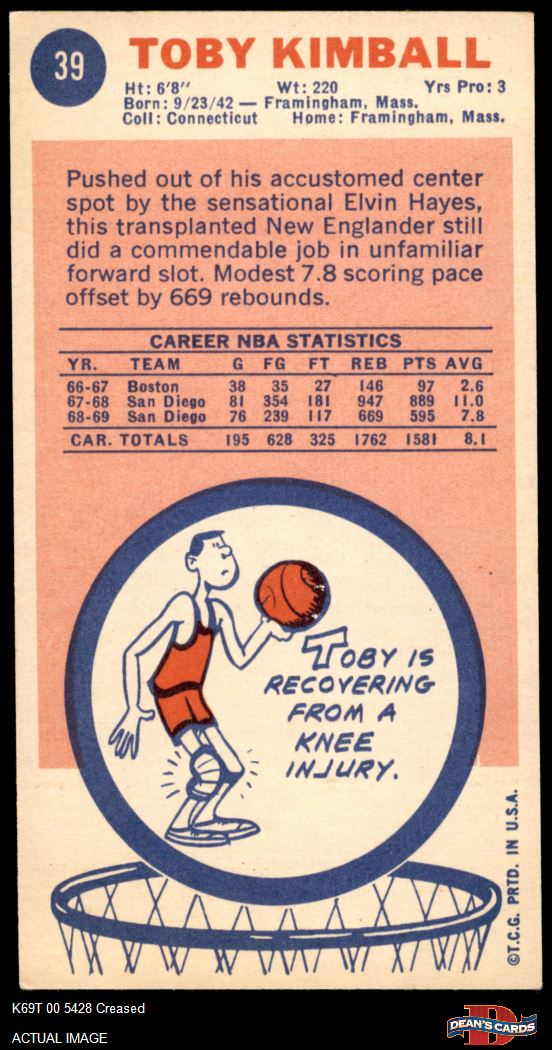 39
TOBY KIMBALL
Ht: 6'8" Wt: 220 Yrs Pro: 3
Born: 9/23/42 — Framingham, Mass.
Coll: Connecticut Home: Framingham, Mass.
Pushed out of his accustomed center
spot by the sensational Elvin Hayes,
this transplanted New Englander still
did a commendable job in unfamiliar
forward slot. Modest 7.8 scoring pace
offset by 669 rebounds.
CAREER NBA STATISTICS
YR. TEAM G FG FT REB PTS AVG
66-67 Boston 38 35 27 146 97 2.6
67-68 San Diego 81 354 181 947 889 11.0
68-69 San Diego 76 239 117 669 595 7.8
CAR. TOTALS 195 628 325 1762 1581 8.1
TOBY IS
RECOVERING
FROM A
KNEE
INJURY.
©T.C.G. PRTD. IN U.S.A.
K69T 00 5428 Creased
ACTUAL IMAGE
D
DEAN'S CARDS